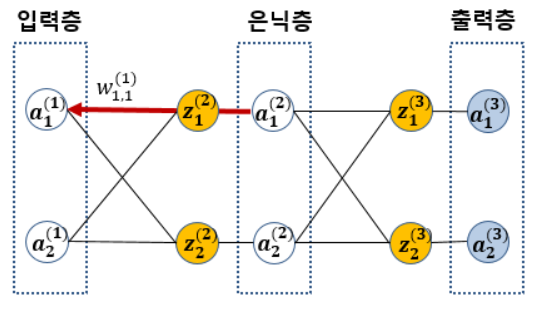 입력층 은닉층 출력층
w_{1,1}^{(1)}
a_1^{(1)} z_1^{(2)} a_1^{(2)} z_1^{(3)} a_1^{(3)}
a_2^{(1)} z_2^{(2)} a_2^{(2)} z_2^{(3)} a_2^{(3)}